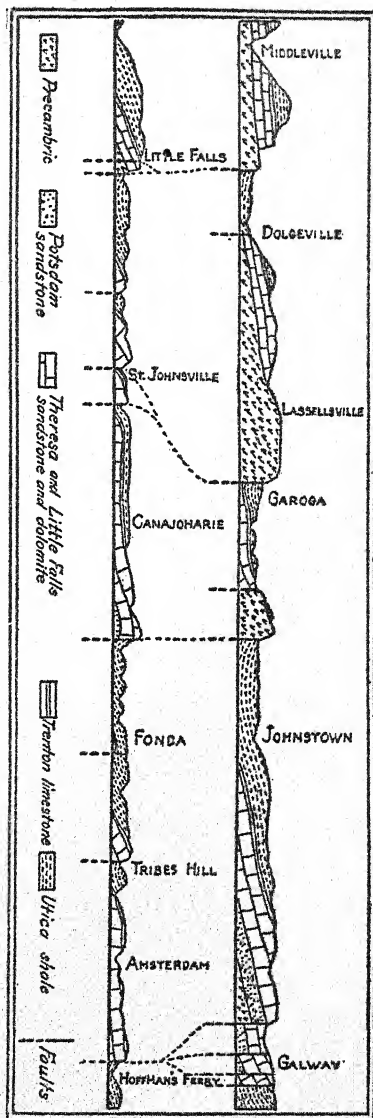 MIDDLEVILLE
DOLGEVILLE
LASSELLSVILLE
GAROGA
JOHNSTOWN
GALWAY
LITTLE FALLS
ST. JOHNSVILLE
CANAJOHARIE
FONDA
TRIBES HILL
AMSTERDAM
HOFFMANS FERRY
Precambric
Potsdam
sandstone
Theresa and Little Falls
sandstone and dolomite
Trenton limestone
Utica shale
Faults